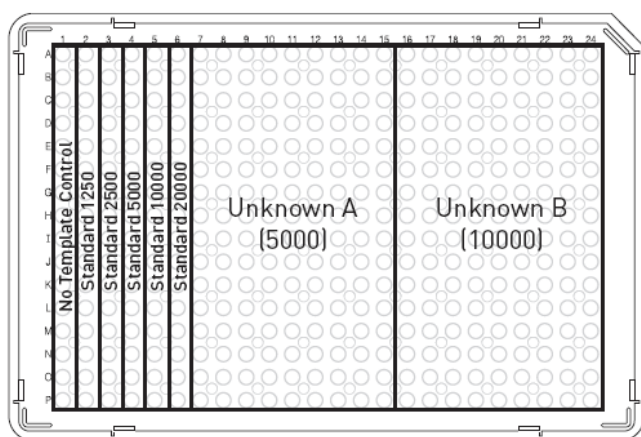 1 2 3 4 5 6 7 8 9 10 11 12 13 14 15 16 17 18 19 20 21 22 23 24
A
B
C
D
E
F
G
H
I
J
K
L
M
N
O
P
No Template Control
Standard 1250
Standard 2500
Standard 5000
Standard 10000
Standard 20000
Unknown A
(5000)
Unknown B
(10000)